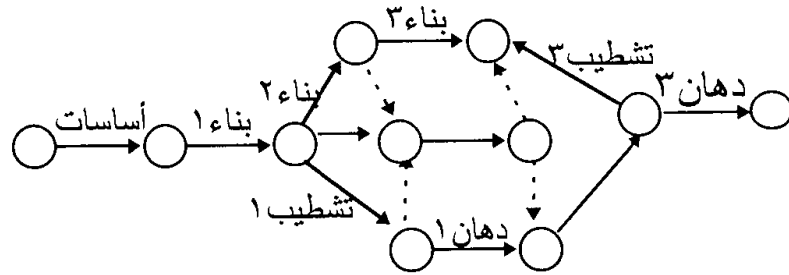 بناء٣
تشطيب٣
دهان٣
بناء٢
أساسات
بناء١
تشطيب١
دهان١